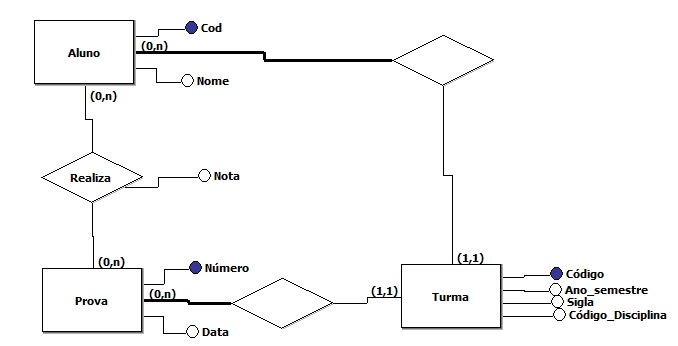 Cod
Aluno
(0,n)
Nome
(0,n)
Realiza
Nota
(0,n)
(1,1)
Número
Código
Prova
(0,n)
(1,1)
Turma
Ano_semestre
Sigla
Código_Disciplina
Data